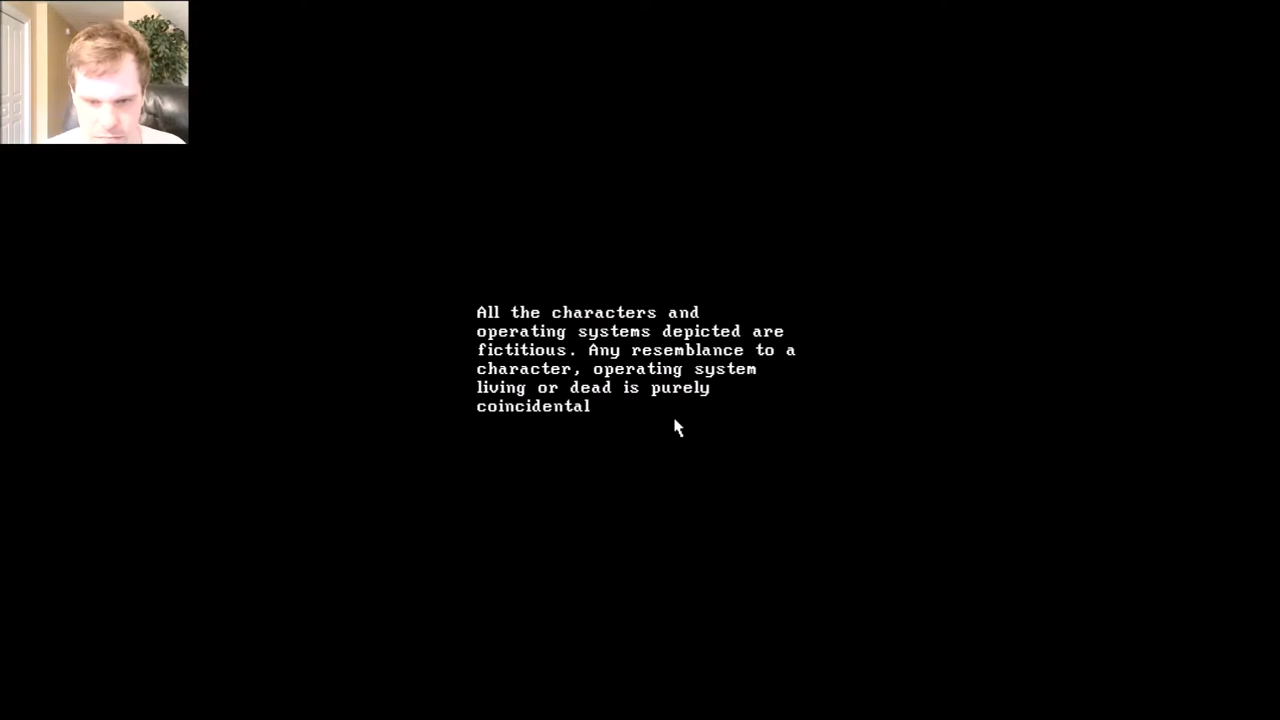 All the characters and
operating systems depicted are
fictitious. Any resemblance to a
character, operating system
living or dead is purely
coincidental